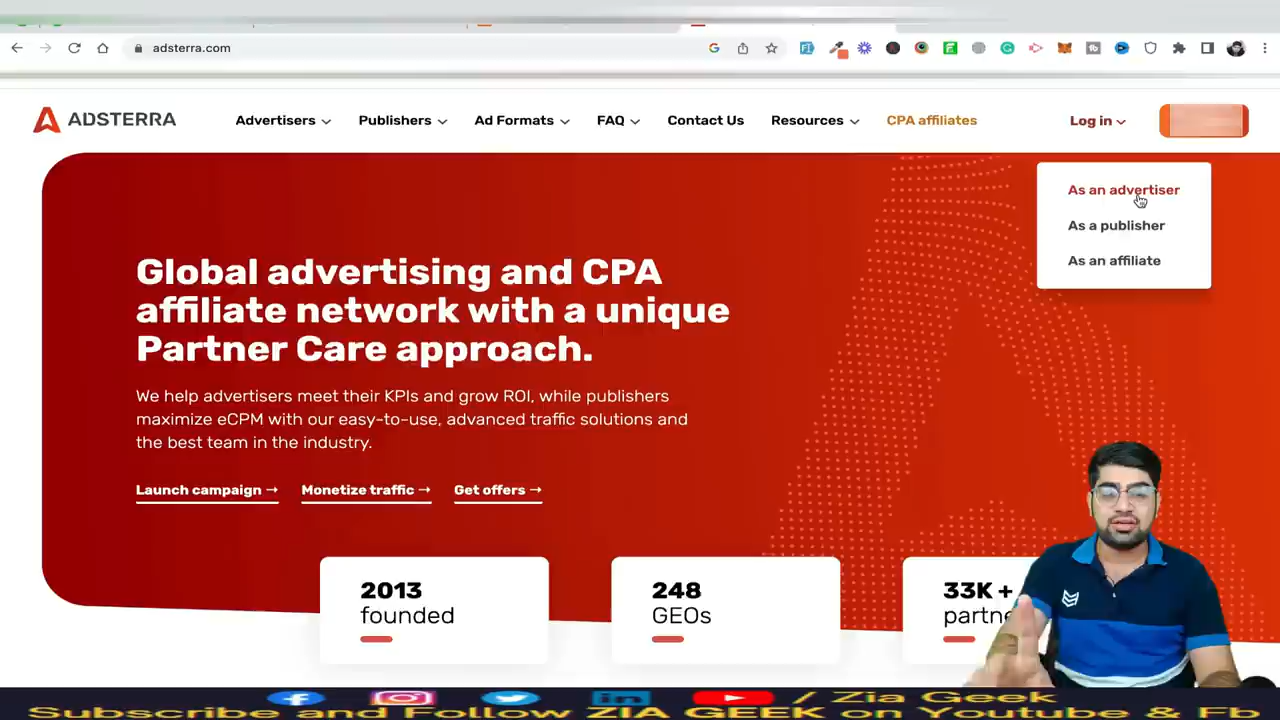 adsterra.com
ADSTERRA
Advertisers
Publishers
Ad Formats
FAQ
Contact Us
Resources
CPA affiliates
Log in
As an advertiser
As a publisher
As an affiliate
Global advertising and CPA
affiliate network with a unique
Partner Care approach.
We help advertisers meet their KPIs and grow ROI, while publishers
maximize eCPM with our easy-to-use, advanced traffic solutions and
the best team in the industry.
Launch campaign →
Monetize traffic →
Get offers →
2013
founded
248
GEOs
33K +
partne
/ Zia Geek
Subscribe and Follow ZIA GEEK on Youtube & Fb